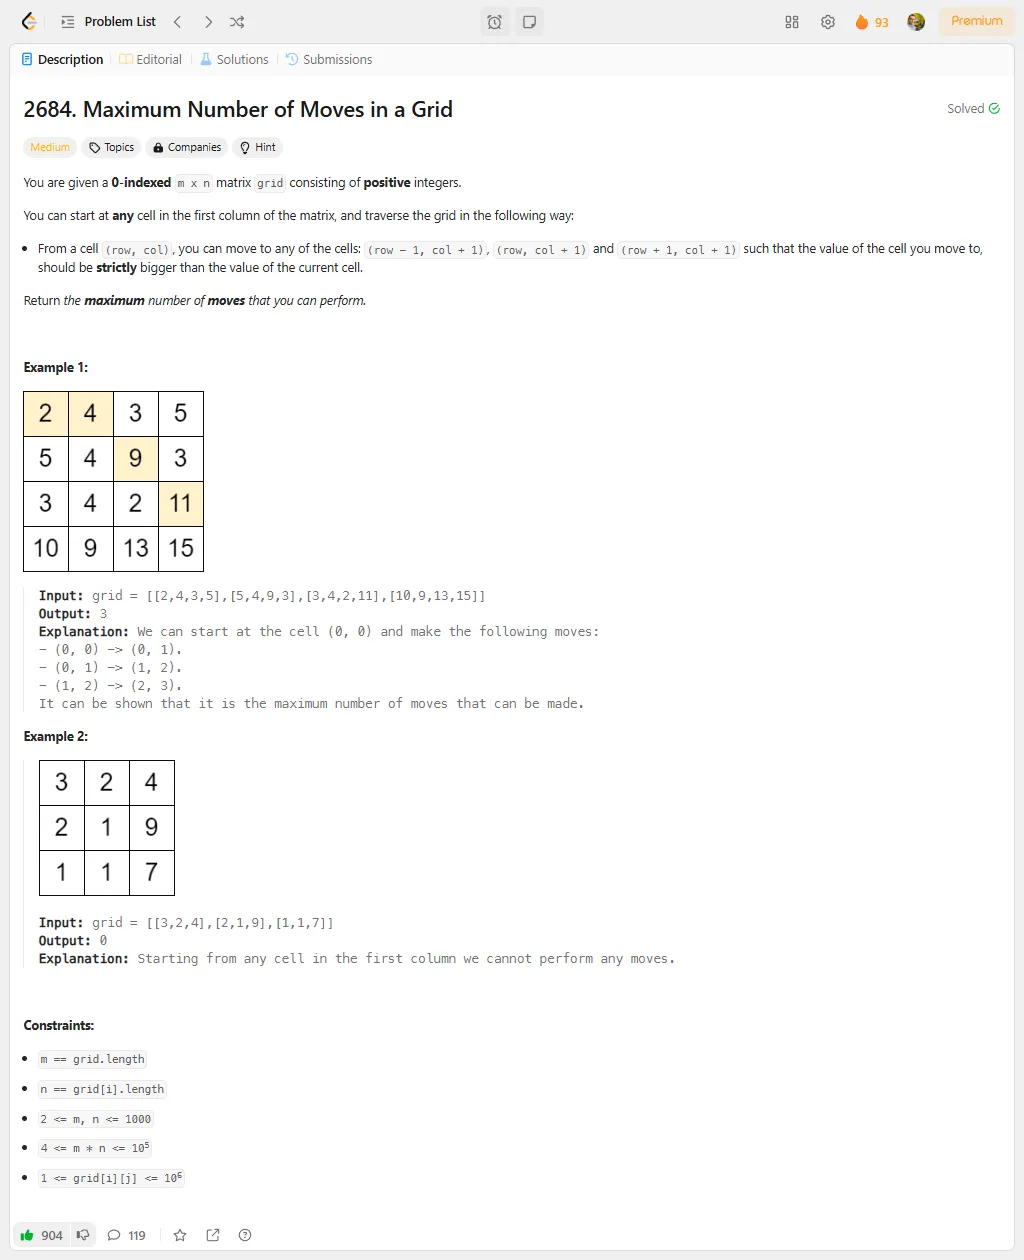 Problem List
93
Premium
Description
Editorial
Solutions
Submissions
2684. Maximum Number of Moves in a Grid
Solved
Medium
Topics
Companies
Hint
You are given a 0-indexed m x n matrix grid consisting of positive integers.
You can start at any cell in the first column of the matrix, and traverse the grid in the following way:
• From a cell (row, col), you can move to any of the cells: (row - 1, col + 1), (row, col + 1) and (row + 1, col + 1) such that the value of the cell you move to,
should be strictly bigger than the value of the current cell.
Return the maximum number of moves that you can perform.
Example 1:
2 4 3 5
5 4 9 3
3 4 2 11
10 9 13 15
Input: grid = [[2,4,3,5],[5,4,9,3],[3,4,2,11],[10,9,13,15]]
Output: 3
Explanation: We can start at the cell (0, 0) and make the following moves:
- (0, 0) -> (0, 1).
- (0, 1) -> (1, 2).
- (1, 2) -> (2, 3).
It can be shown that it is the maximum number of moves that can be made.
Example 2:
3 2 4
2 1 9
1 1 7
Input: grid = [[3,2,4],[2,1,9],[1,1,7]]
Output: 0
Explanation: Starting from any cell in the first column we cannot perform any moves.
Constraints:
• m == grid.length
• n == grid[i].length
• 2 <= m, n <= 1000
• 4 <= m * n <= 10⁵
• 1 <= grid[i][j] <= 10⁶
904
119